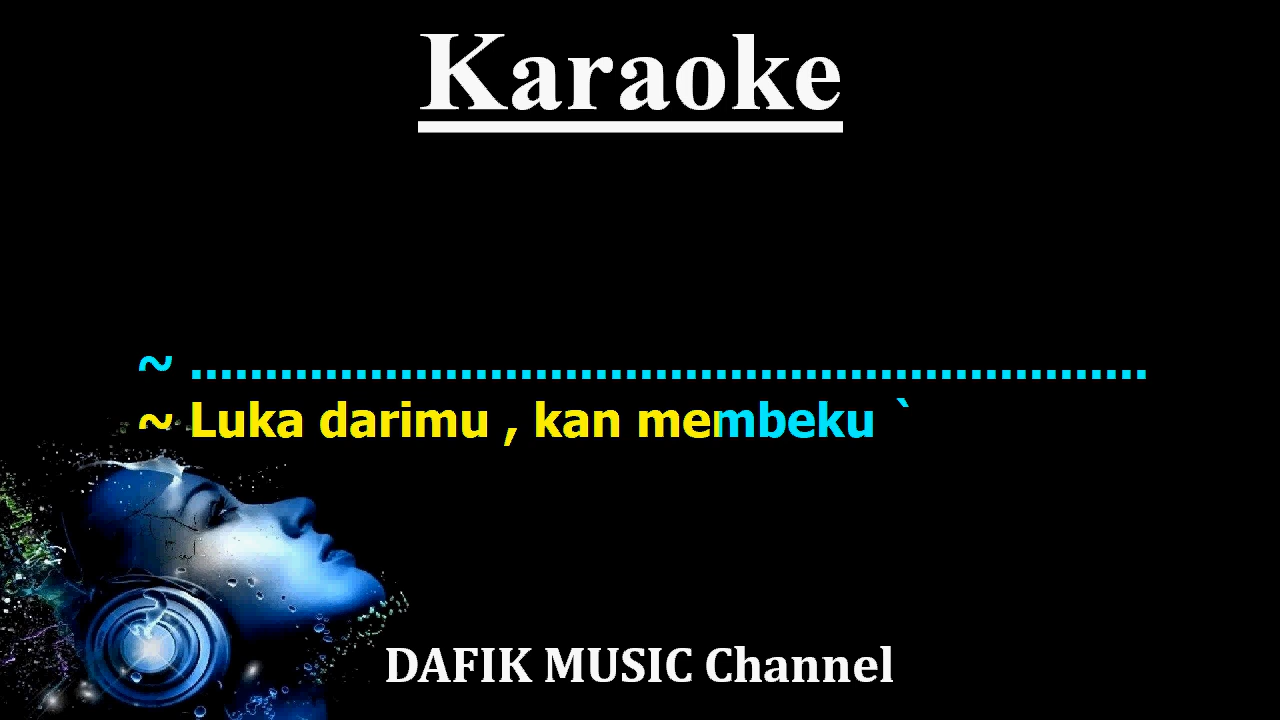 Karaoke
~ ................................................................
~ Luka darimu , kan membeku `
DAFIK MUSIC Channel